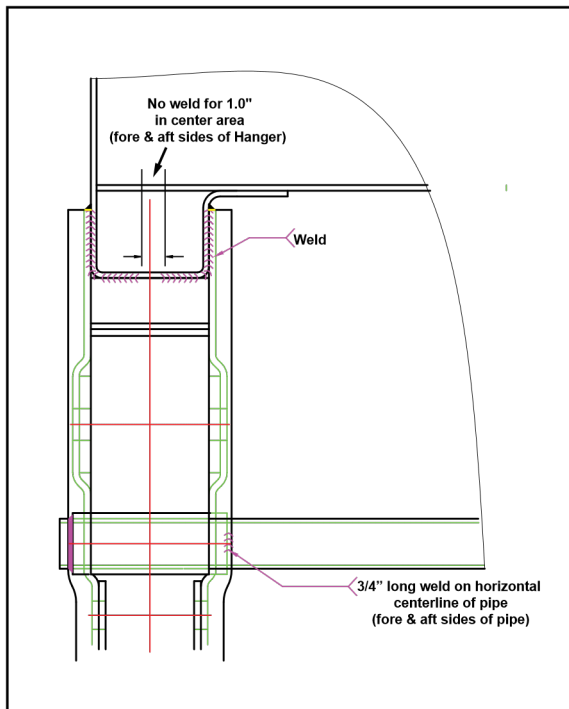 No weld for 1.0"
in center area
(fore & aft sides of Hanger)
Weld
3/4” long weld on horizontal
centerline of pipe
(fore & aft sides of pipe)